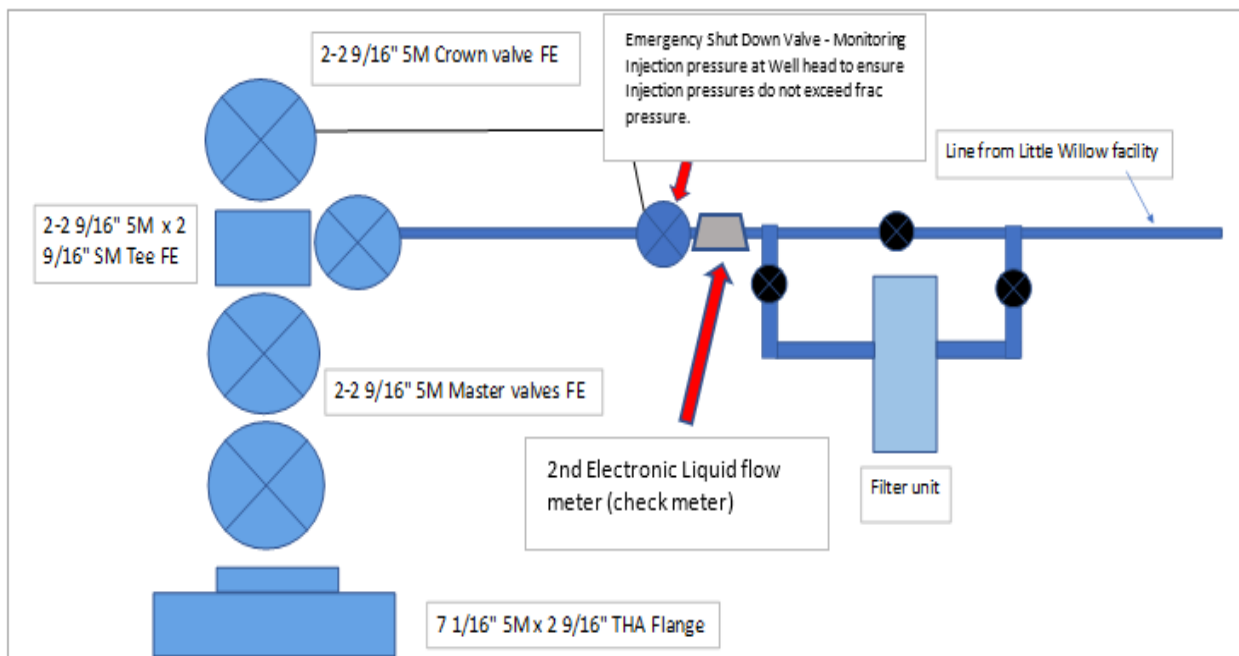 2-2 9/16" 5M Crown valve FE
Emergency Shut Down Valve - Monitoring
Injection pressure at Well head to ensure
Injection pressures do not exceed frac
pressure.
Line from Little Willow facility
2-2 9/16" 5M x 2
9/16" SM Tee FE
2-2 9/16" 5M Master valves FE
2nd Electronic Liquid flow
meter (check meter)
Filter unit
7 1/16" 5M x 2 9/16" THA Flange